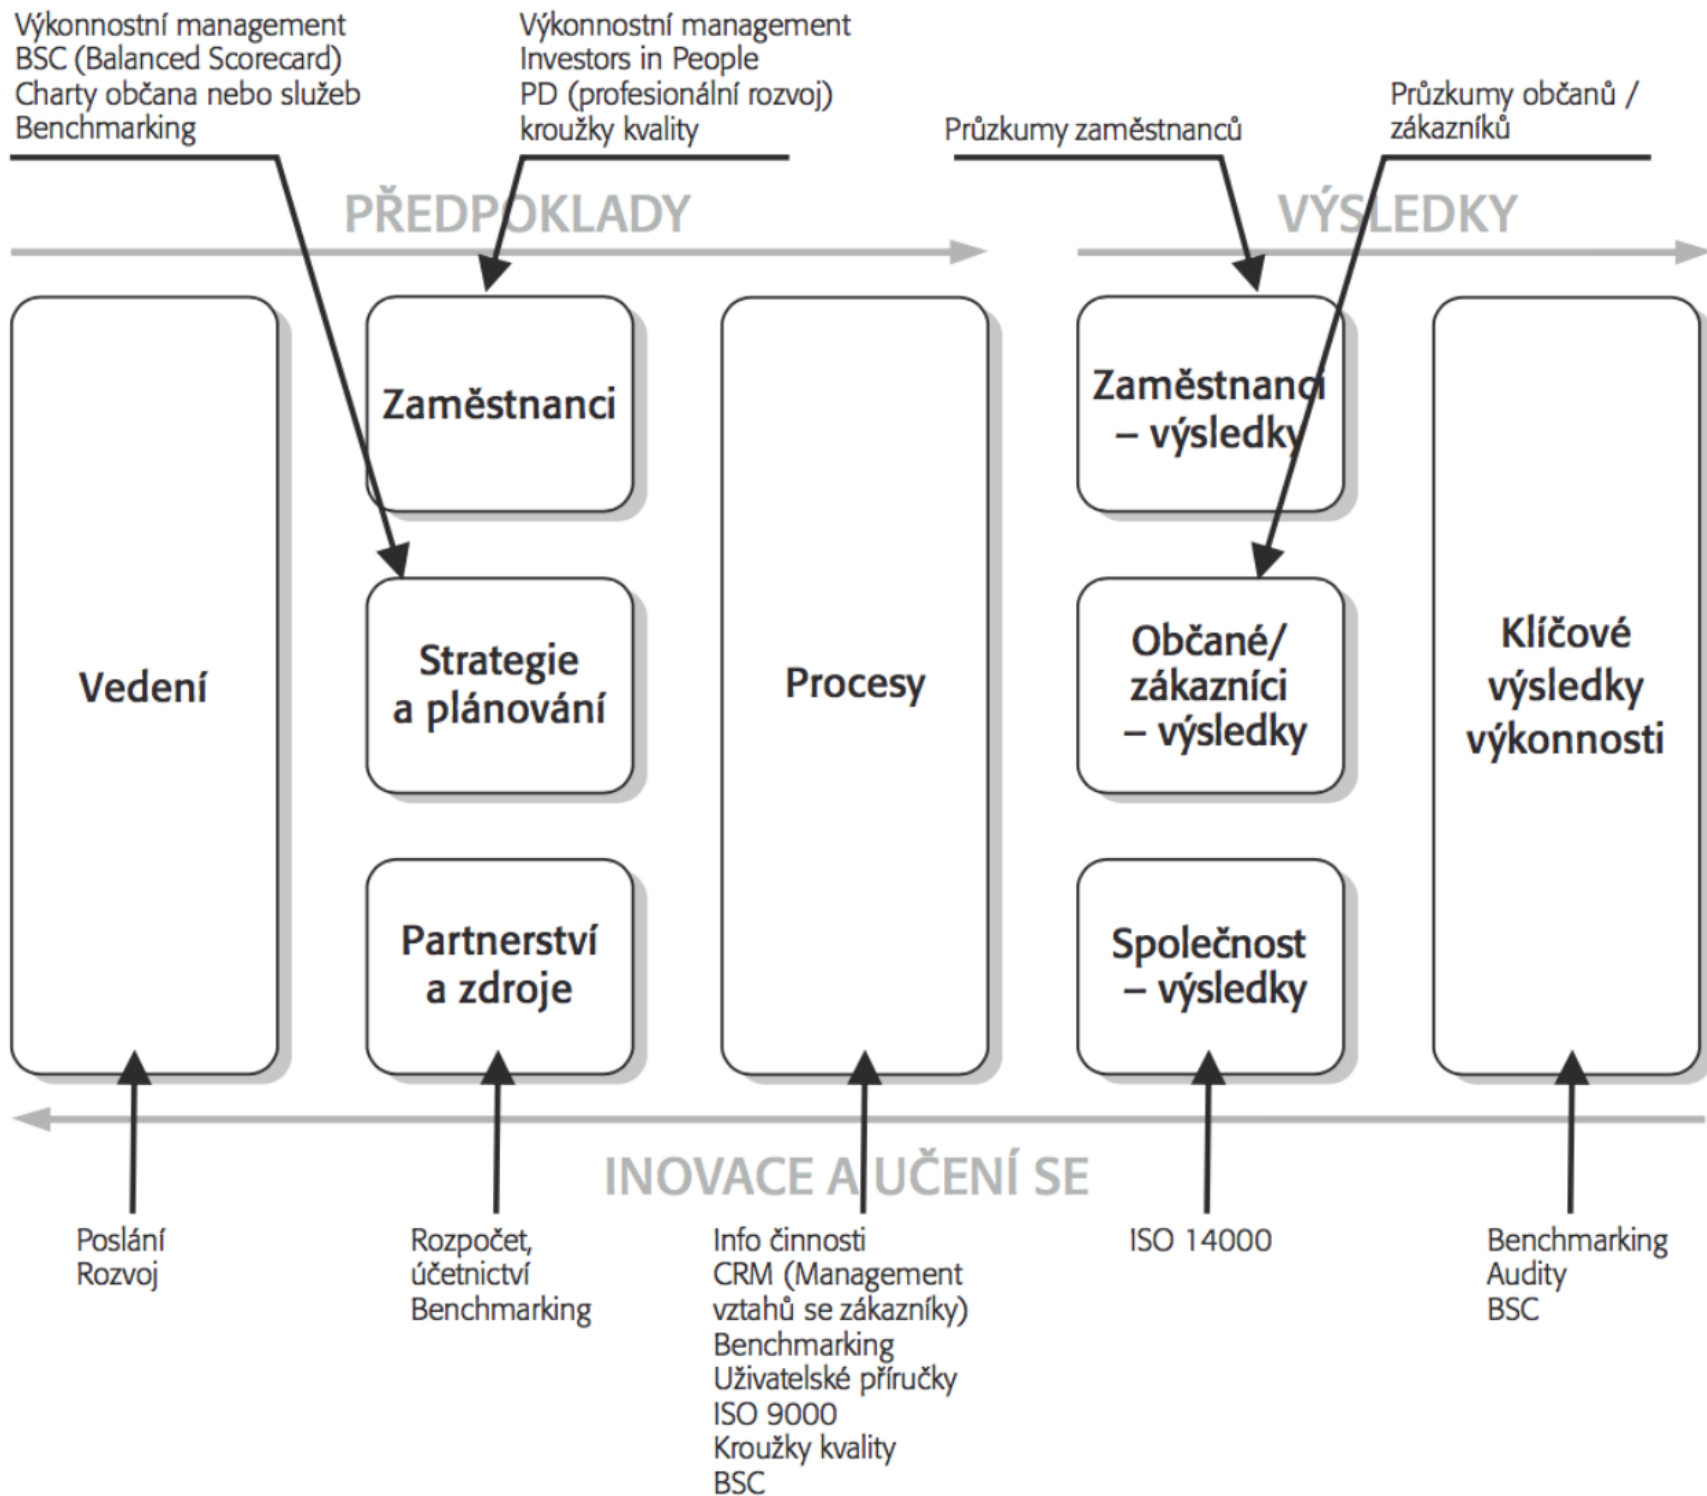 Výkonnostní management
BSC (Balanced Scorecard)
Charty občana nebo služeb
Benchmarking
Výkonnostní management
Investors in People
PD (profesionální rozvoj)
kroužky kvality
Průzkumy zaměstnanců
Průzkumy občanů /
zákazníků
PŘEDPOKLADY
VÝSLEDKY
Vedení
Zaměstnanci
Strategie
a plánování
Partnerství
a zdroje
Procesy
Zaměstnanci
– výsledky
Občané/
zákazníci
– výsledky
Společnost
– výsledky
Klíčové
výsledky
výkonnosti
INOVACE A UČENÍ SE
Poslání
Rozvoj
Rozpočet,
účetnictví
Benchmarking
Info činnosti
CRM (Management
vztahů se zákazníky)
Benchmarking
Uživatelské příručky
ISO 9000
Kroužky kvality
BSC
ISO 14000
Benchmarking
Audity
BSC